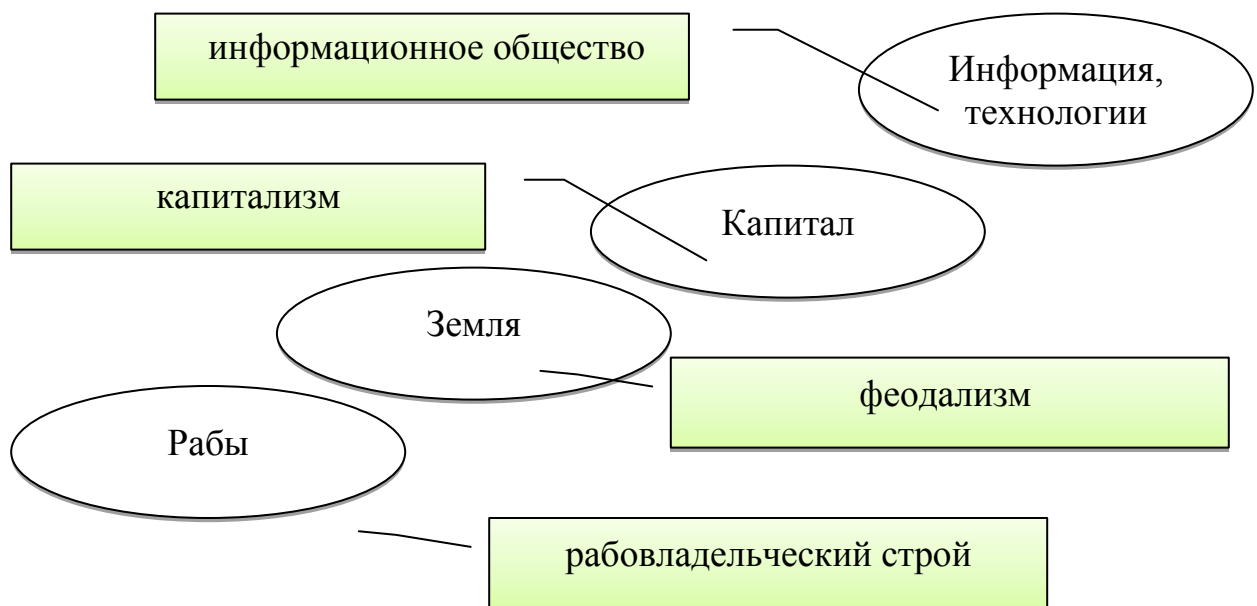 информационное общество
Информация,
технологии
капитализм
Капитал
Земля
феодализм
Рабы
рабовладельческий строй